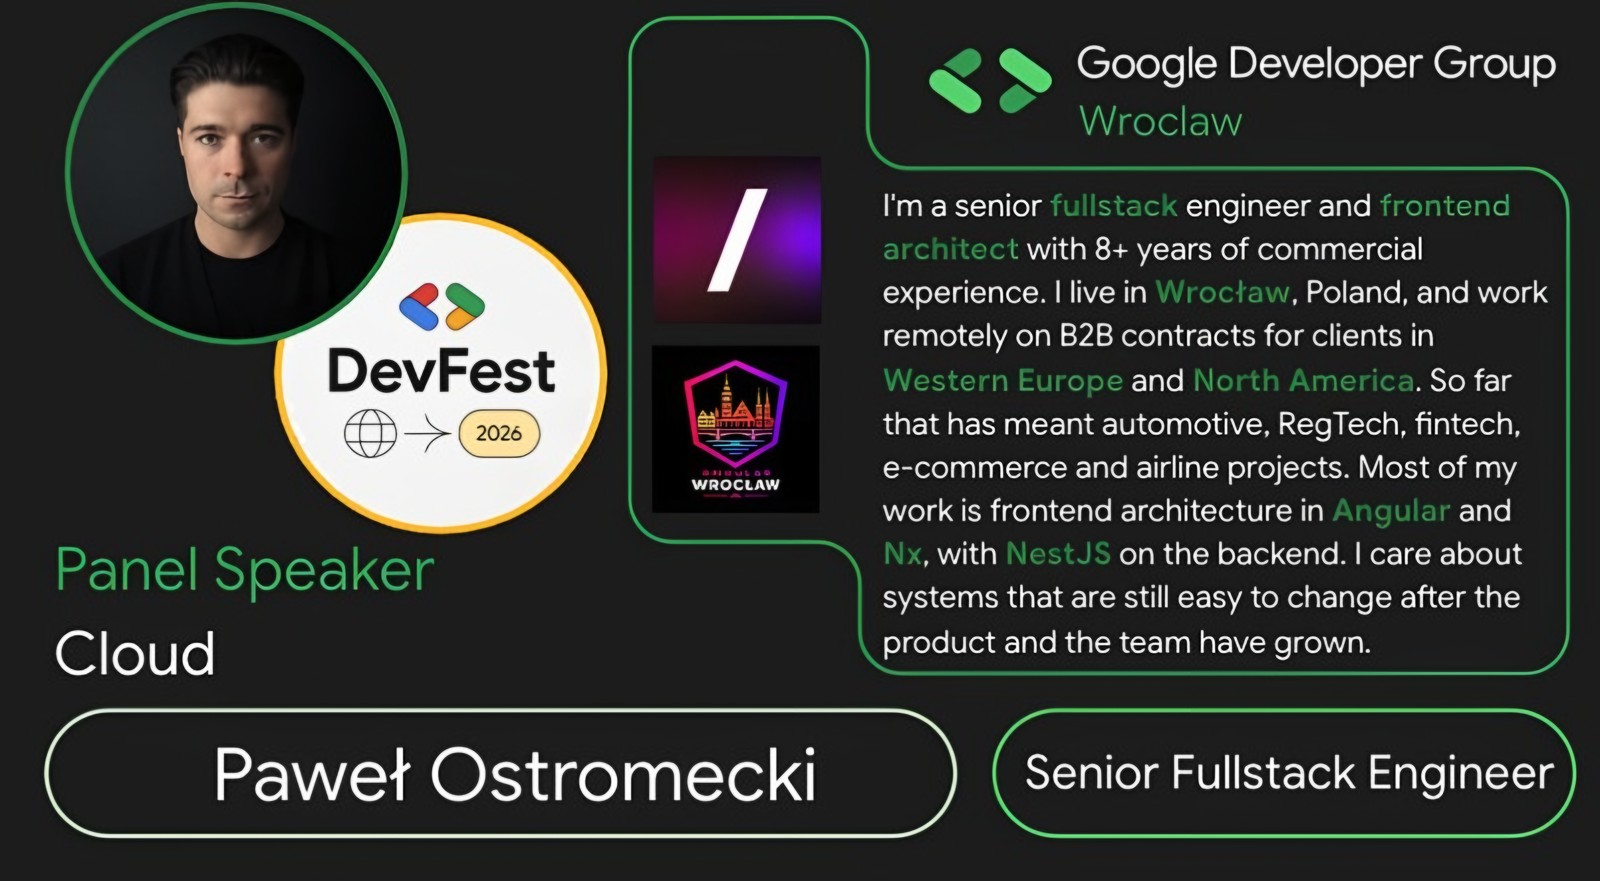 Google Developer Group
Wroclaw
DevFest
2026
/
ANGULAR
WROCŁAW
I'm a senior fullstack engineer and frontend
architect with 8+ years of commercial
experience. I live in Wrocław, Poland, and work
remotely on B2B contracts for clients in
Western Europe and North America. So far
that has meant automotive, RegTech, fintech,
e-commerce and airline projects. Most of my
work is frontend architecture in Angular and
Nx, with NestJS on the backend. I care about
systems that are still easy to change after the
product and the team have grown.
Panel Speaker
Cloud
Paweł Ostromecki
Senior Fullstack Engineer